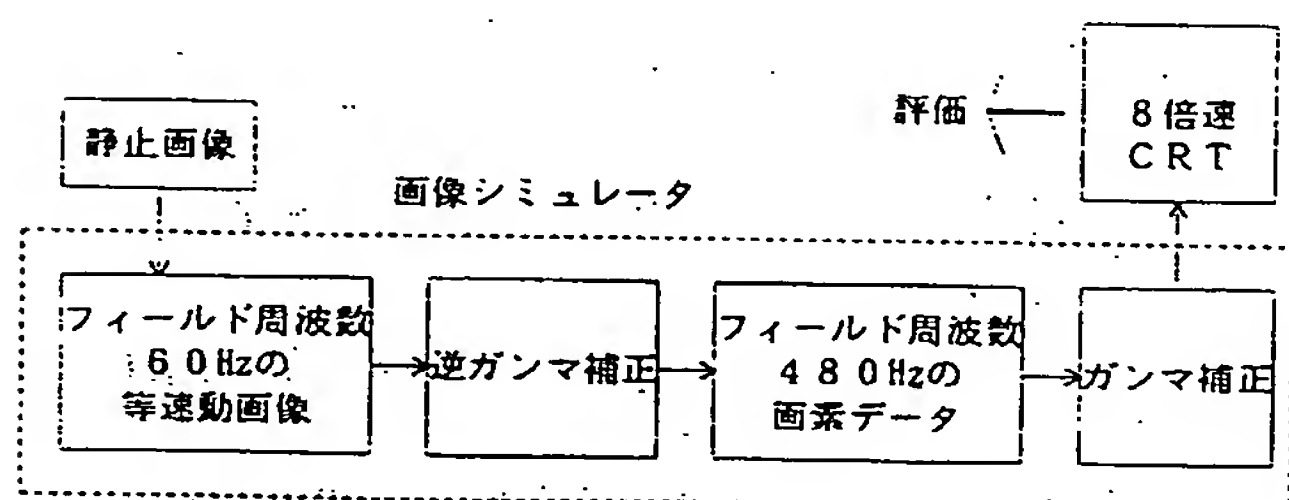 静止画像
評価
8倍速
CRT
画像シミュレータ
フィールド周波数
60Hzの
等速動画像
逆ガンマ補正
フィールド周波数
480Hzの
画素データ
ガンマ補正